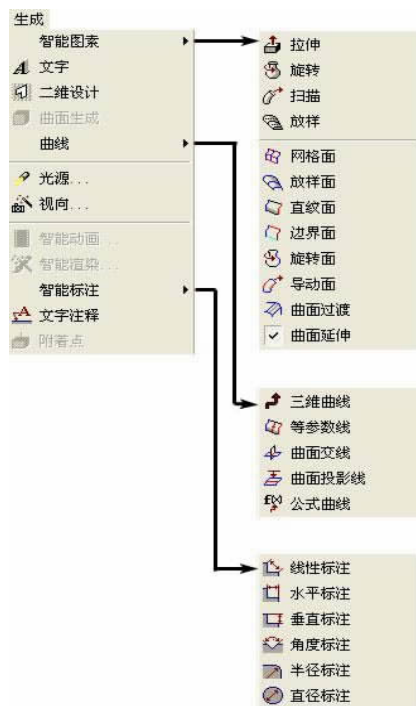 生成
智能图素
文字
二维设计
曲面生成
曲线
光源...
视向...
智能动画...
智能渲染...
智能标注
文字注释
附着点
拉伸
旋转
扫描
放样
网格面
放样面
直纹面
边界面
旋转面
导动面
曲面过渡
曲面延伸
三维曲线
等参数线
曲面交线
曲面投影线
公式曲线
线性标注
水平标注
垂直标注
角度标注
半径标注
直径标注